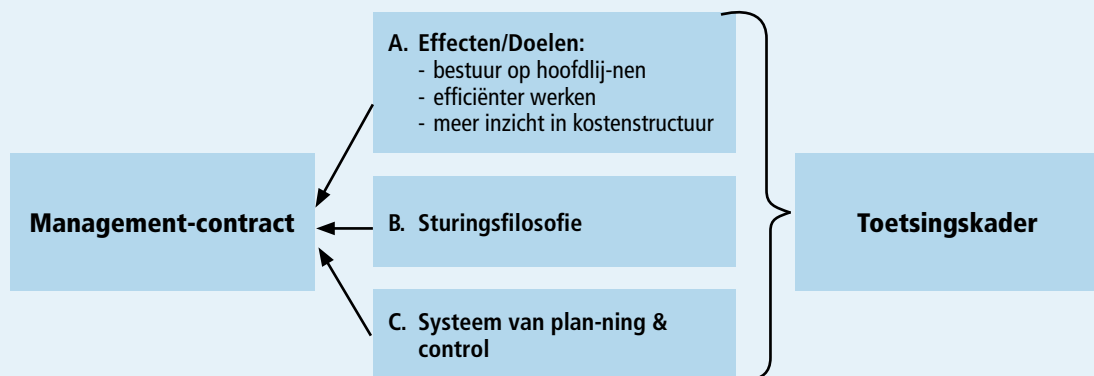 A. Effecten/Doelen:
- bestuur op hoofdlij-nen
- efficiënter werken
- meer inzicht in kostenstructuur
Management-contract
B. Sturingsfilosofie
Toetsingskader
C. Systeem van plan-ning &
control